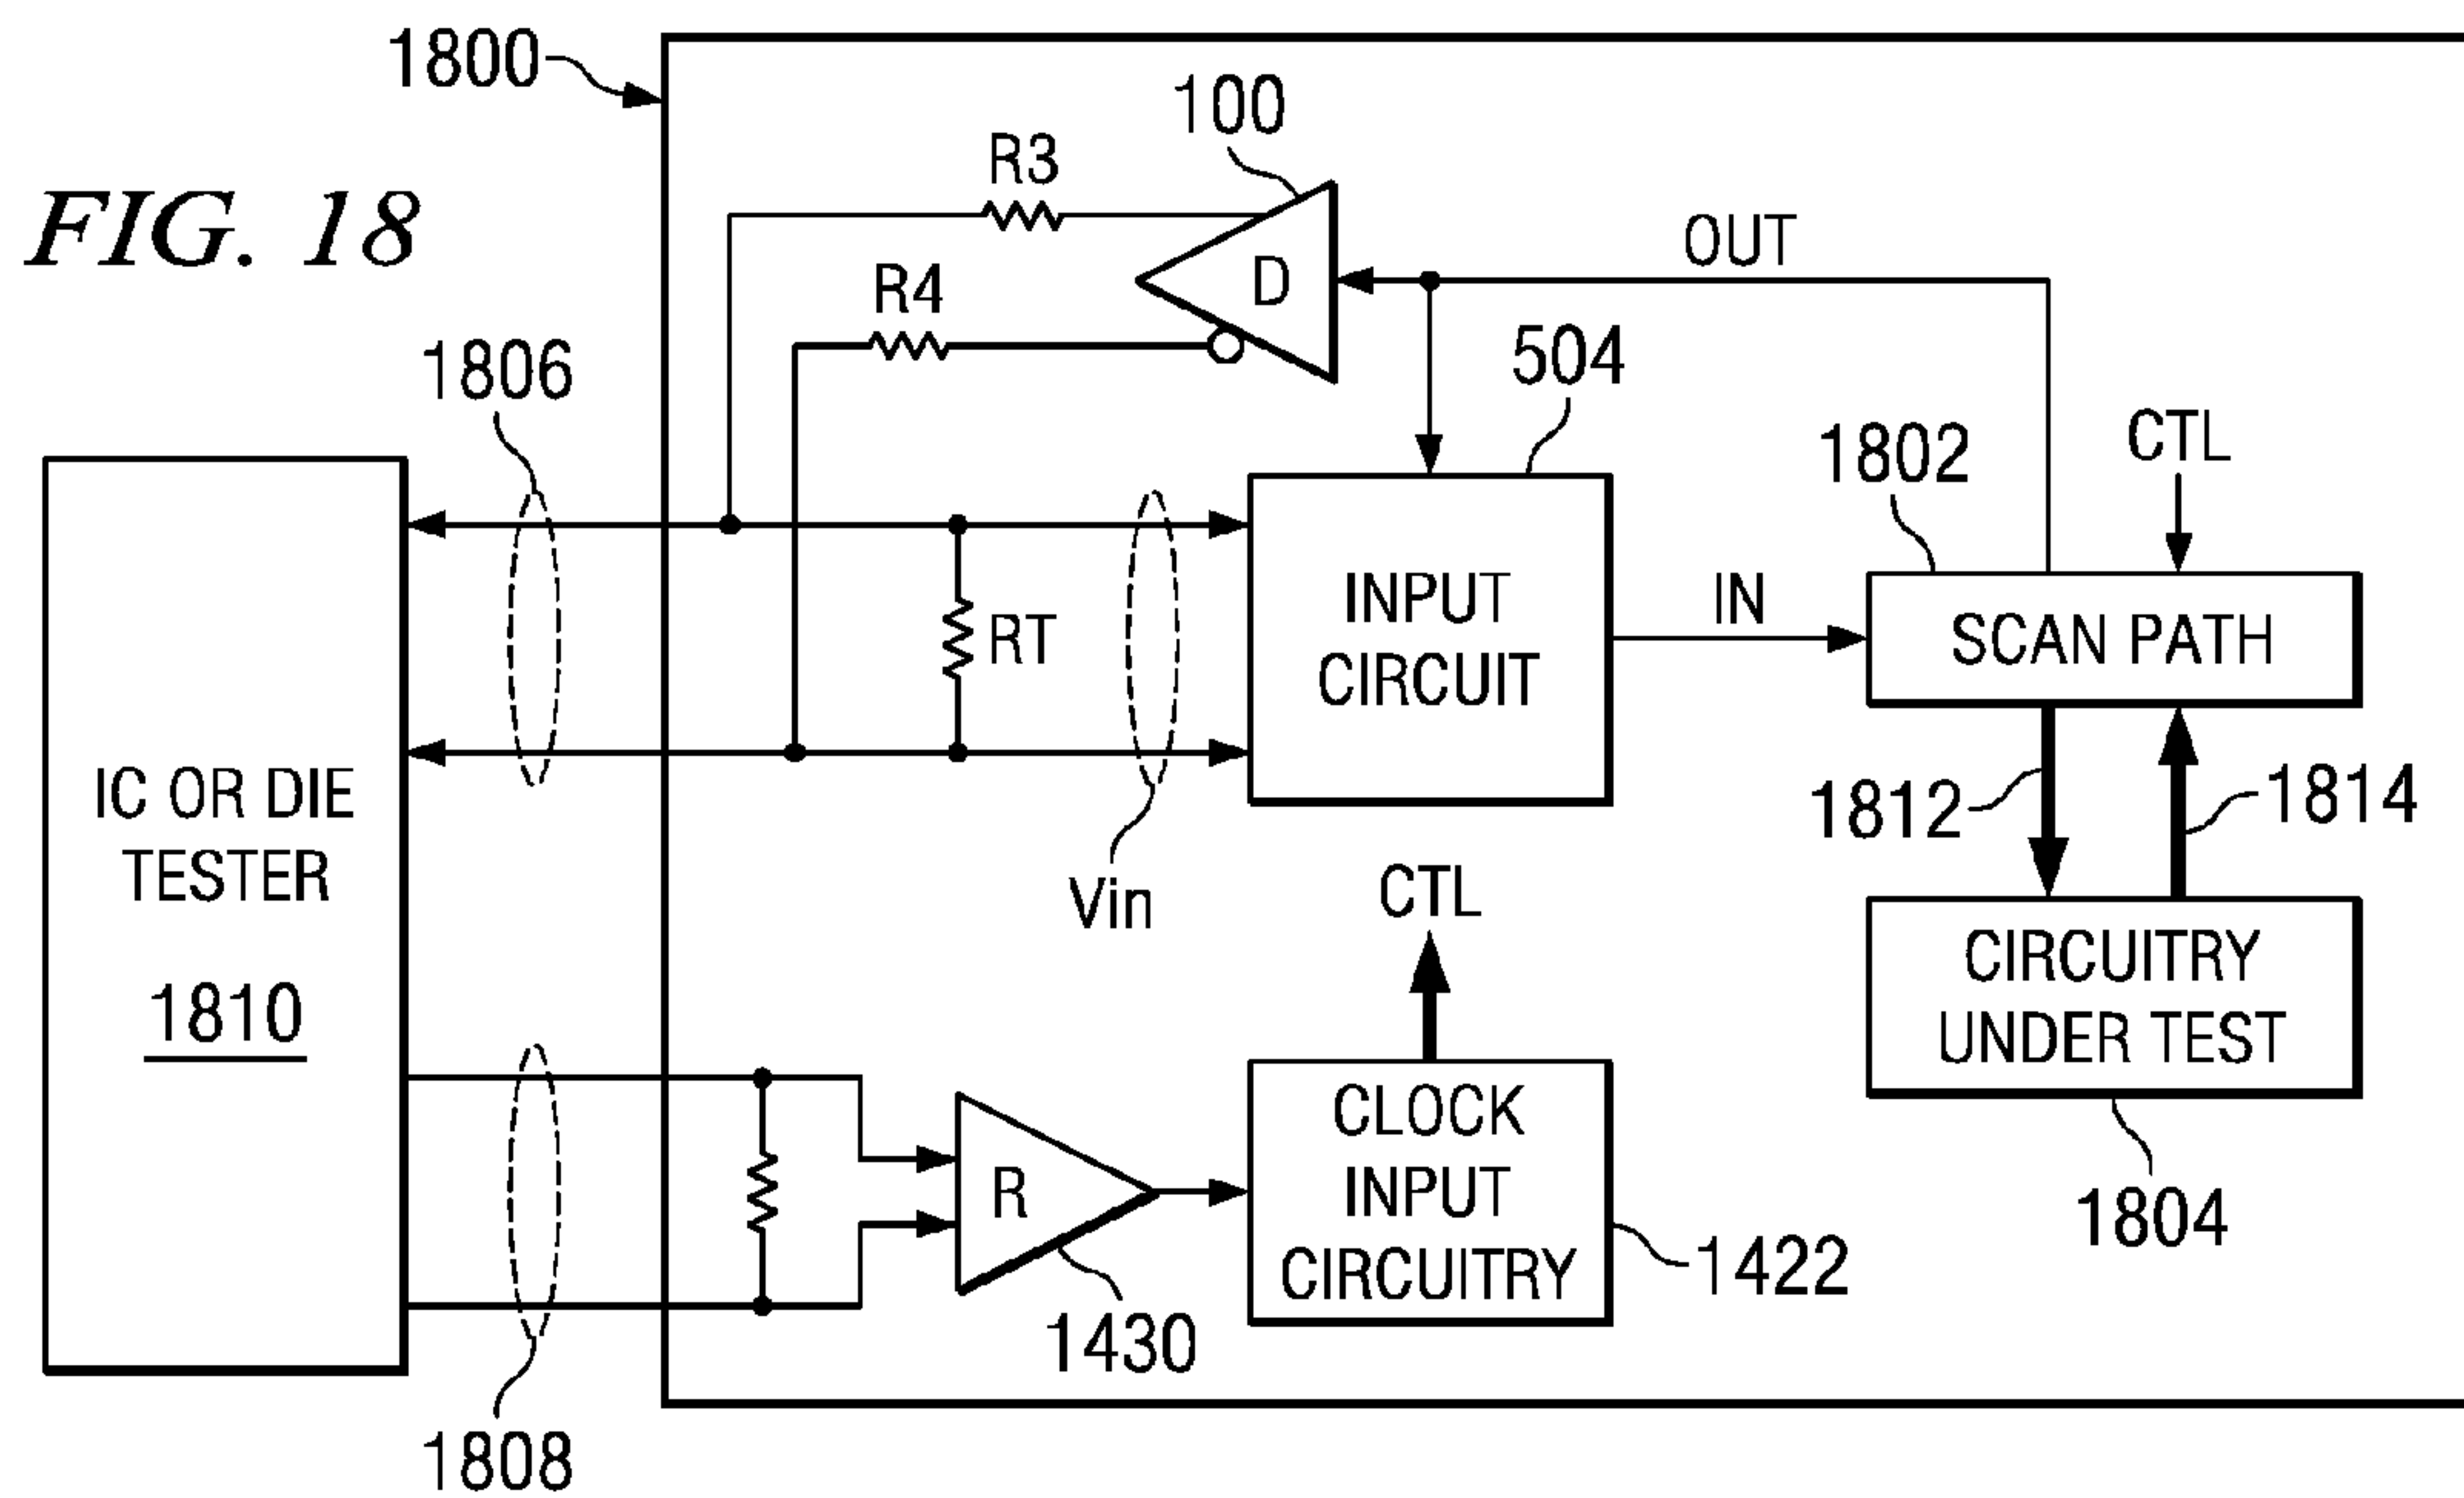 FIG. 18
1800
100
R3
D
OUT
R4
504
1806
1802
CTL
INPUT
CIRCUIT
IN
SCAN PATH
RT
IC OR DIE
TESTER
1810
1812
1814
Vin
CTL
CIRCUITRY
UNDER TEST
CLOCK
INPUT
CIRCUITRY
R
1804
1422
1430
1808